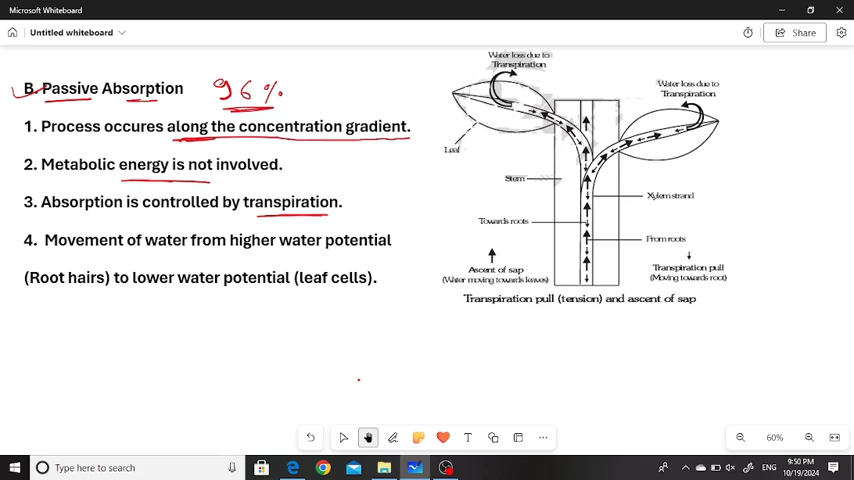 Microsoft Whiteboard
Untitled whiteboard
Share
B. Passive Absorption 96%
1. Process occures along the concentration gradient.
2. Metabolic energy is not involved.
3. Absorption is controlled by transpiration.
4. Movement of water from higher water potential
(Root hairs) to lower water potential (leaf cells).
Water loss due to
Transpiration
Water loss due to
Transpiration
Leaf
Stem
Xylem strand
Towards roots
From roots
Ascent of sap
(Water moving towards leaves)
Transpiration pull
(Moving towards root)
Transpiration pull (tension) and ascent of sap
60%
Type here to search
ENG
9:50 PM
10/19/2024